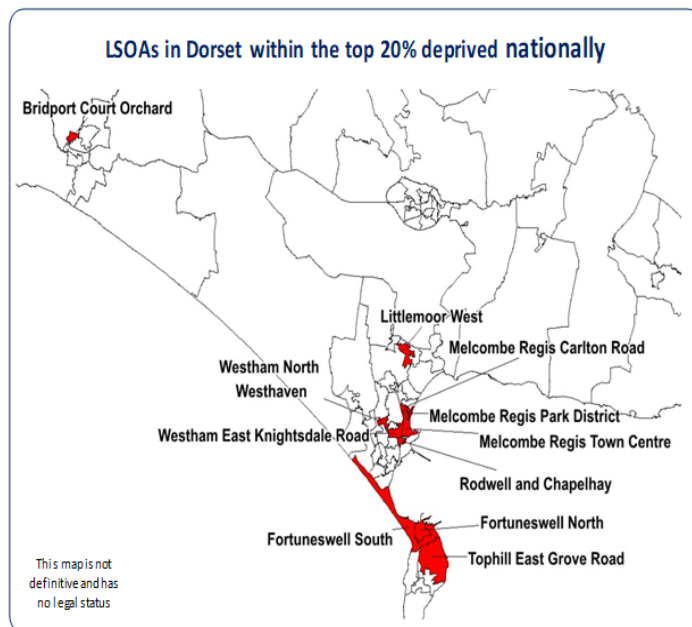 LSOAs in Dorset within the top 20% deprived nationally
Bridport Court Orchard
Littlemoor West
Melcombe Regis Carlton Road
Westham North
Westhaven
Melcombe Regis Park District
Westham East Knightsdale Road
Melcombe Regis Town Centre
Rodwell and Chapelhay
Fortuneswell North
Fortuneswell South
Tophill East Grove Road
This map is not
definitive and has
no legal status